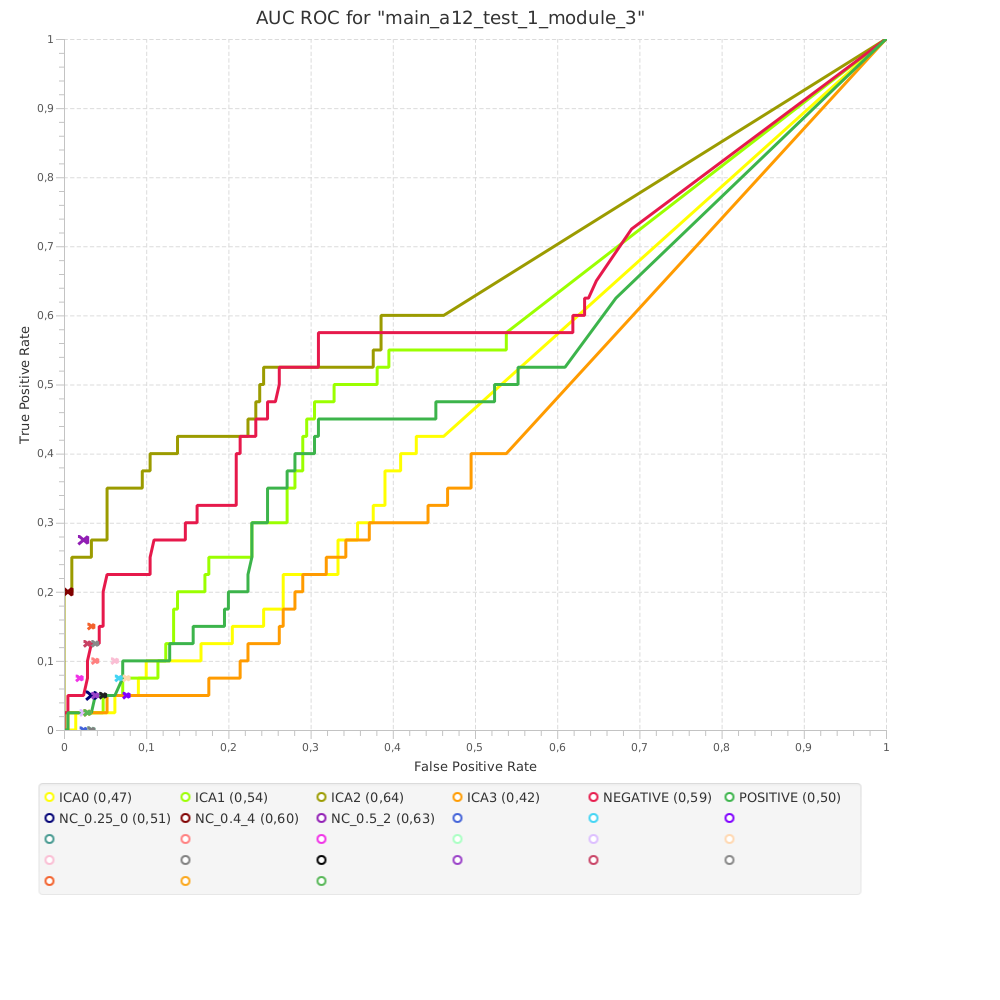 AUC ROC for "main_a12_test_1_module_3"
1
0,9
0,8
0,7
0,6
0,5
0,4
0,3
0,2
0,1
0
True Positive Rate
0 0,1 0,2 0,3 0,4 0,5 0,6 0,7 0,8 0,9 1
False Positive Rate
ICA0 (0,47) ICA1 (0,54) ICA2 (0,64) ICA3 (0,42) NEGATIVE (0,59) POSITIVE (0,50)
NC_0.25_0 (0,51) NC_0.4_4 (0,60) NC_0.5_2 (0,63)